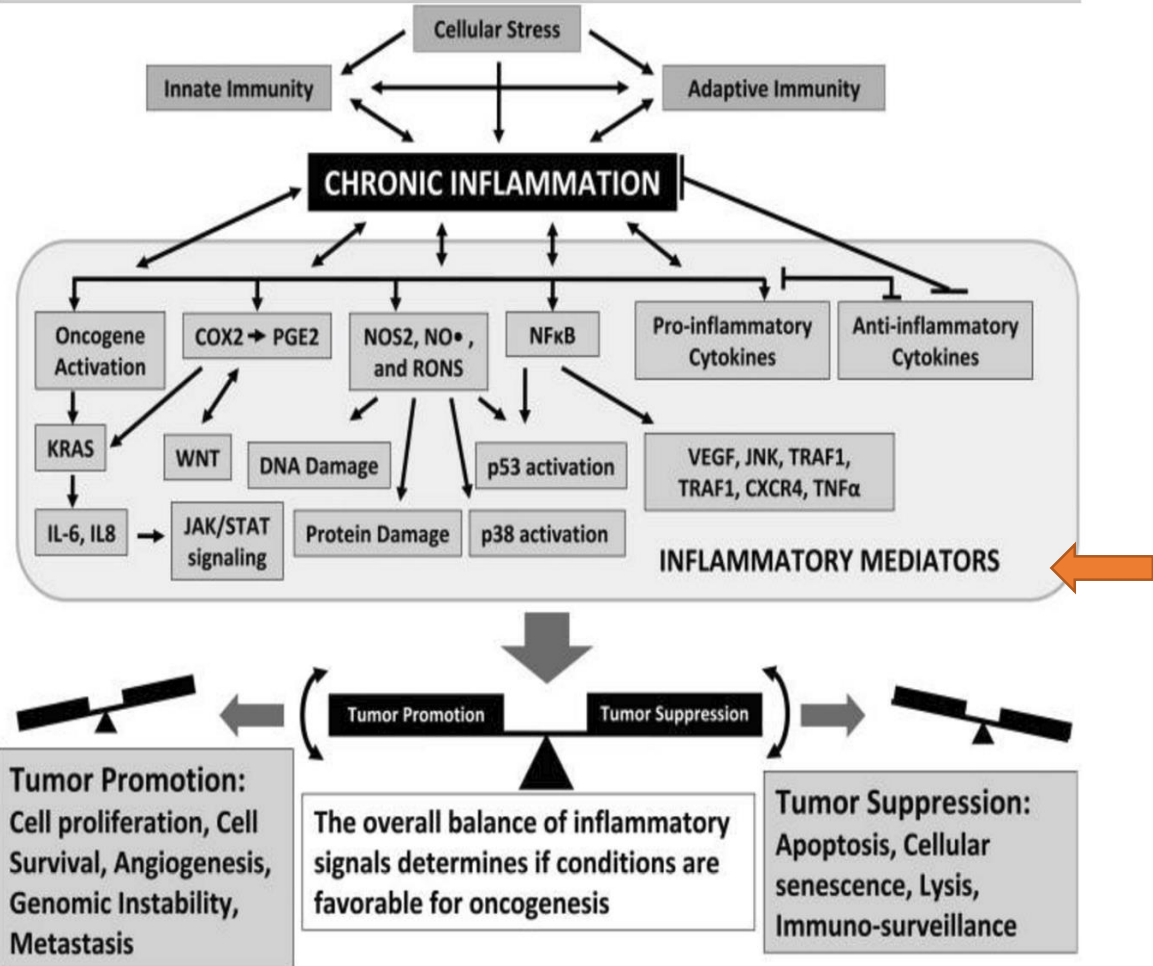 Cellular Stress
Innate Immunity
Adaptive Immunity
CHRONIC INFLAMMATION
Oncogene
Activation
COX2 → PGE2
NOS2, NO• ,
and RONS
NFκB
Pro-inflammatory
Cytokines
Anti-inflammatory
Cytokines
KRAS
WNT
DNA Damage
p53 activation
VEGF, JNK, TRAF1,
TRAF1, CXCR4, TNFα
IL-6, IL8
JAK/STAT
signaling
Protein Damage
p38 activation
INFLAMMATORY MEDIATORS
Tumor Promotion
Tumor Suppression
Tumor Promotion:
Cell proliferation, Cell
Survival, Angiogenesis,
Genomic Instability,
Metastasis
The overall balance of inflammatory
signals determines if conditions are
favorable for oncogenesis
Tumor Suppression:
Apoptosis, Cellular
senescence, Lysis,
Immuno-surveillance